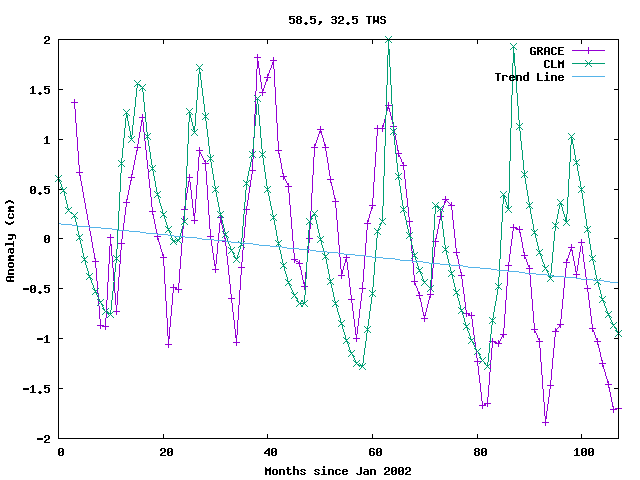 58.5, 32.5 TWS
GRACE
CLM
Trend Line
2
1.5
1
0.5
0
-0.5
-1
-1.5
-2
Anomaly (cm)
0 20 40 60 80 100
Months since Jan 2002